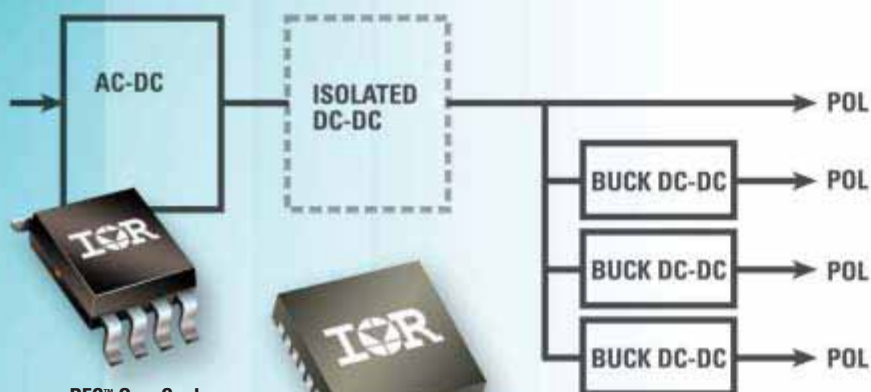 AC-DC
ISOLATED
DC-DC
POL
BUCK DC-DC
POL
BUCK DC-DC
POL
BUCK DC-DC
POL
IOR
IOR